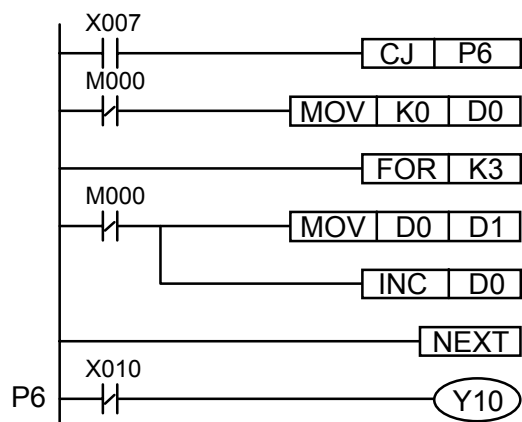 X007
CJ P6
M000
MOV K0 D0
FOR K3
M000
MOV D0 D1
INC D0
NEXT
X010
P6 Y10